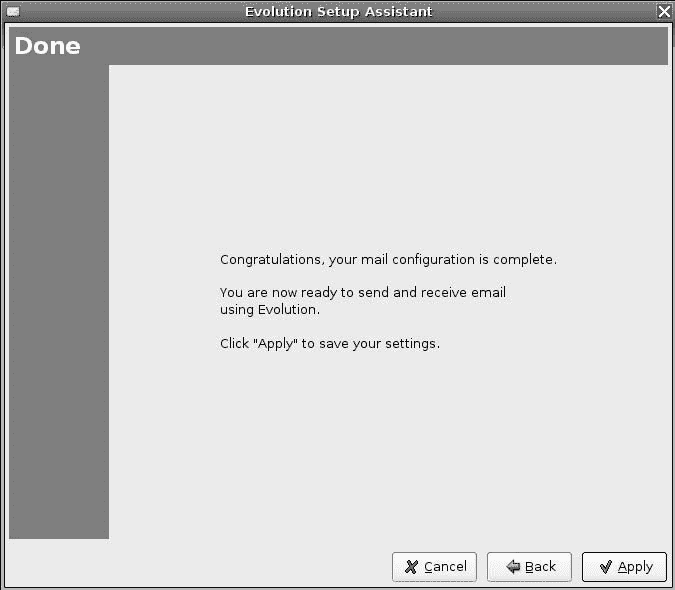 Evolution Setup Assistant
Done
Congratulations, your mail configuration is complete.
You are now ready to send and receive email
using Evolution.
Click "Apply" to save your settings.
Cancel
Back
Apply